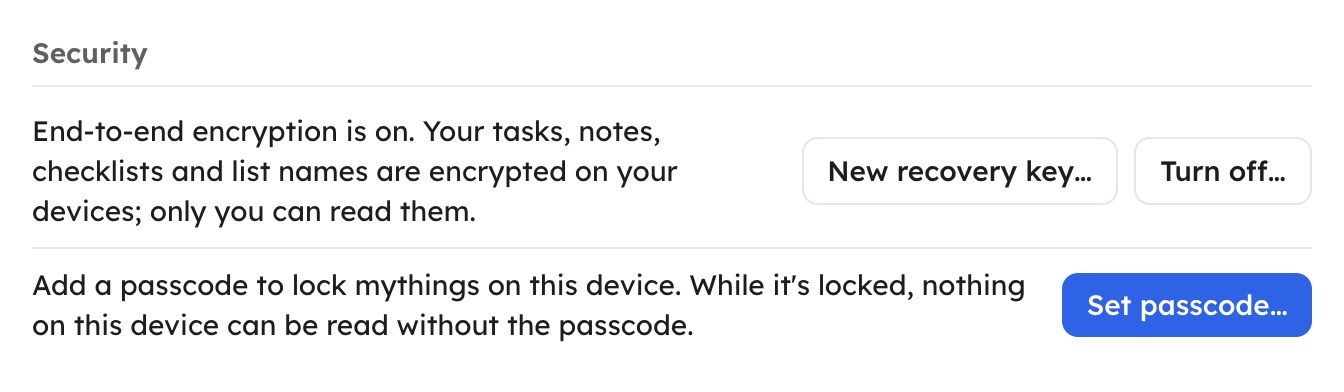 Security
End-to-end encryption is on. Your tasks, notes,
checklists and list names are encrypted on your
devices; only you can read them.
New recovery key...
Turn off...
Add a passcode to lock mythings on this device. While it's locked, nothing
on this device can be read without the passcode.
Set passcode...